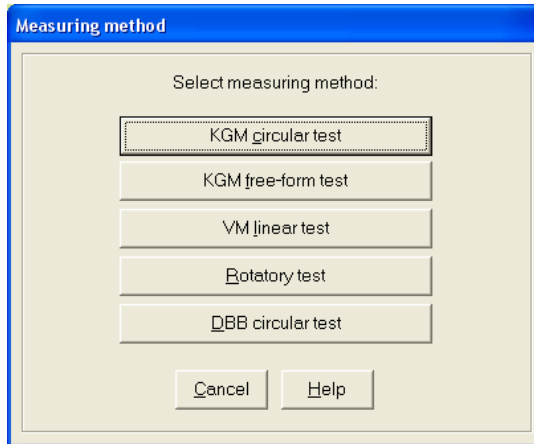 Measuring method
Select measuring method:
KGM circular test
KGM free-form test
VM linear test
Rotatory test
DBB circular test
Cancel Help